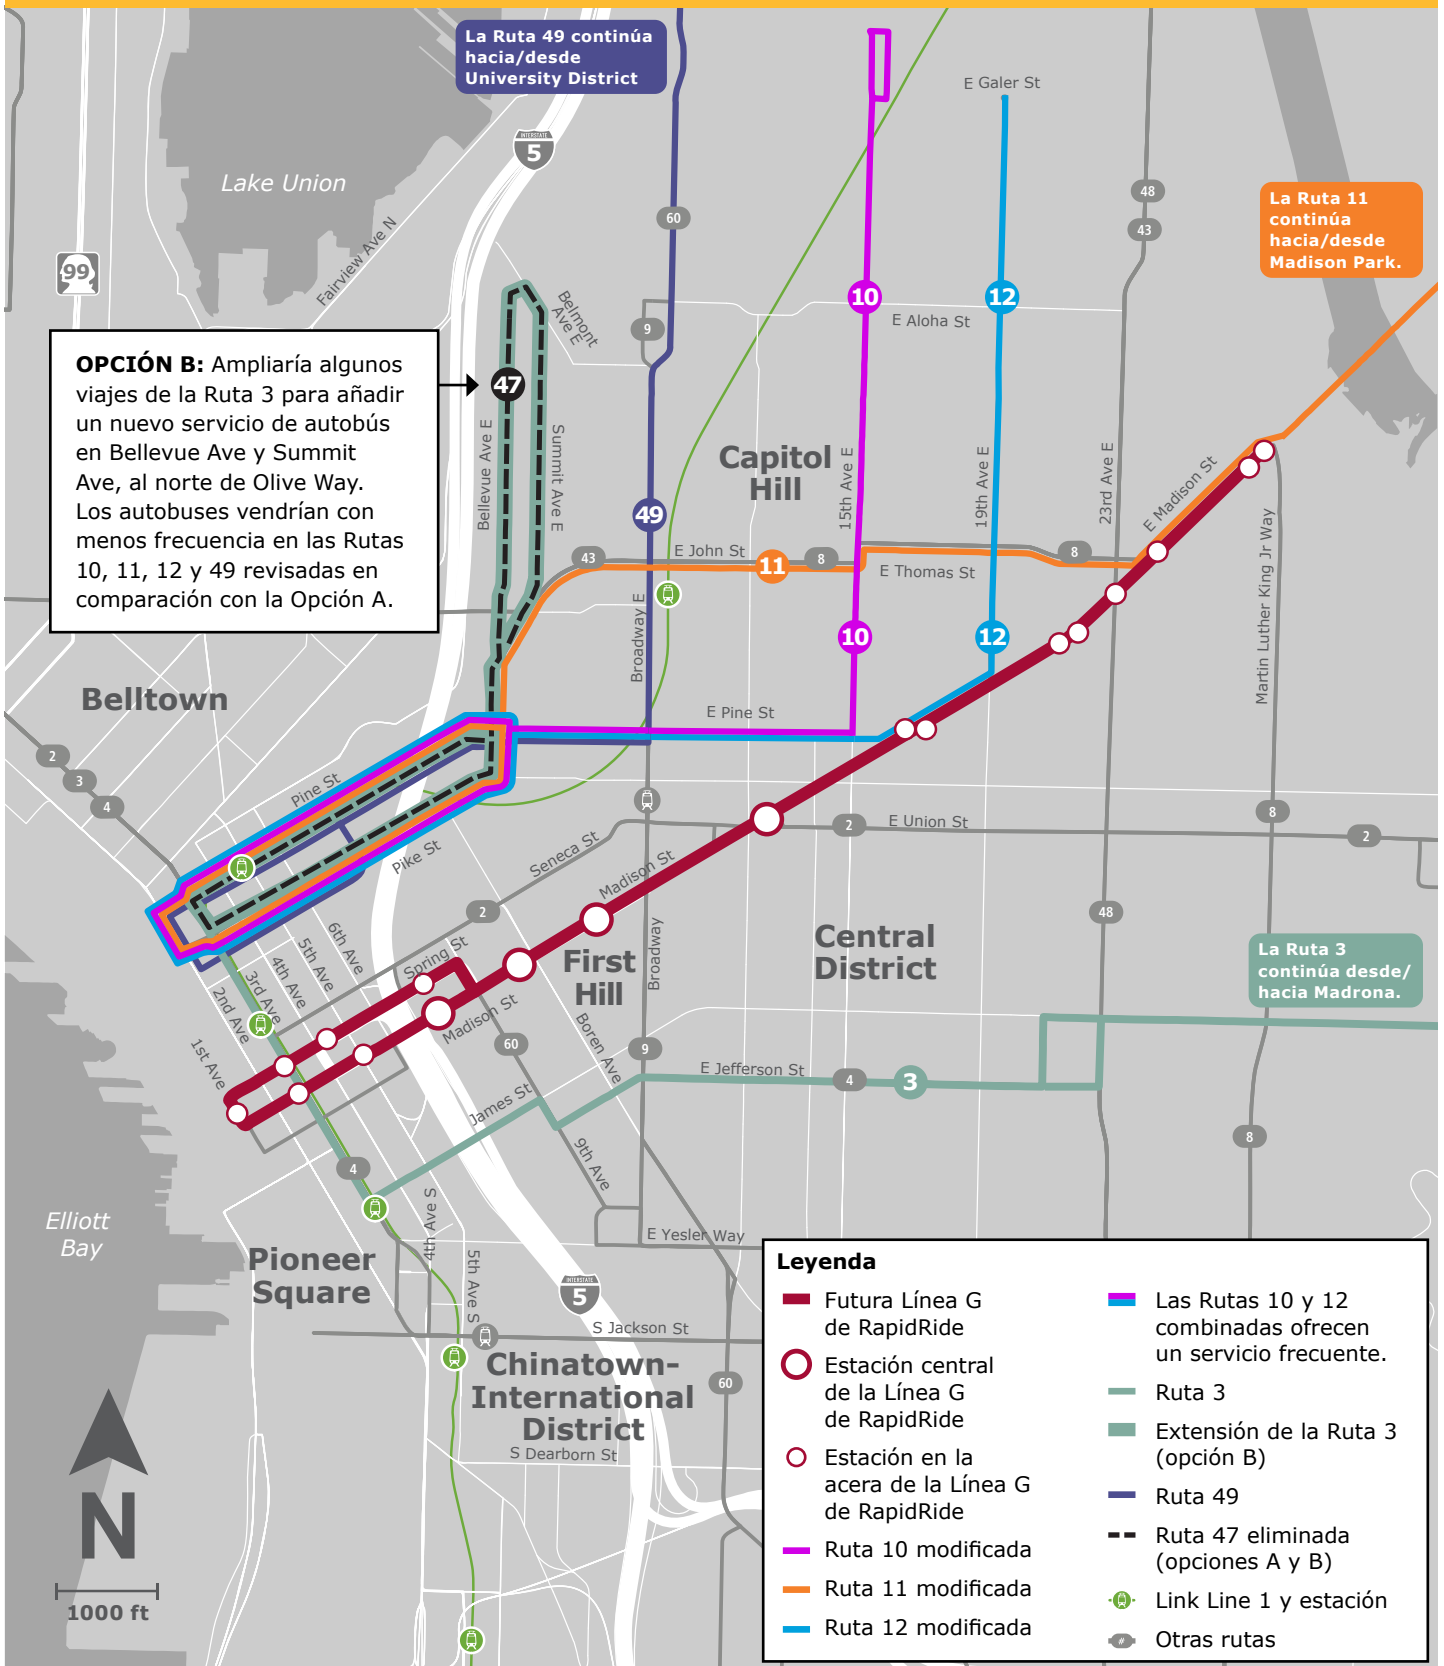 La Ruta 49 continúa
hacia/desde
University District
INTERSTATE
5
E Galer St
Lake Union
Fairview Ave N
99
60
48
43
La Ruta 11
continúa
hacia/desde
Madison Park.
Belmont
Ave E
9
10
12
E Aloha St
OPCIÓN B: Ampliaría algunos
viajes de la Ruta 3 para añadir
un nuevo servicio de autobús
en Bellevue Ave y Summit
Ave, al norte de Olive Way.
Los autobuses vendrían con
menos frecuencia en las Rutas
10, 11, 12 y 49 revisadas en
comparación con la Opción A.
47
Bellevue Ave E
Summit Ave E
Capitol
Hill
15th Ave E
19th Ave E
23rd Ave E
E Madison St
49
43
E John St
11
8
E Thomas St
8
Martin Luther King Jr Way
Broadway E
10
12
Belltown
E Pine St
2
3
4
Pine St
Pike St
Seneca St
Madison St
2
E Union St
8
2
2
48
6th Ave
5th Ave
4th Ave
3rd Ave
2nd Ave
1st Ave
Spring St
Madison St
First
Hill
Broadway
Central
District
La Ruta 3
continúa desde/
hacia Madrona.
60
Boren Ave
9
E Jefferson St
4
3
James St
9th Ave
8
4
Elliott
Bay
Pioneer
Square
4th Ave S
5th Ave S
E Yesler Way
INTERSTATE
5
S Jackson St
Chinatown-
International
District
60
S Dearborn St
N
1000 ft
Leyenda
Futura Línea G
de RapidRide
Estación central
de la Línea G
de RapidRide
Estación en la
acera de la Línea G
de RapidRide
Ruta 10 modificada
Ruta 11 modificada
Ruta 12 modificada
Las Rutas 10 y 12
combinadas ofrecen
un servicio frecuente.
Ruta 3
Extensión de la Ruta 3
(opción B)
Ruta 49
Ruta 47 eliminada
(opciones A y B)
Link Line 1 y estación
#
Otras rutas